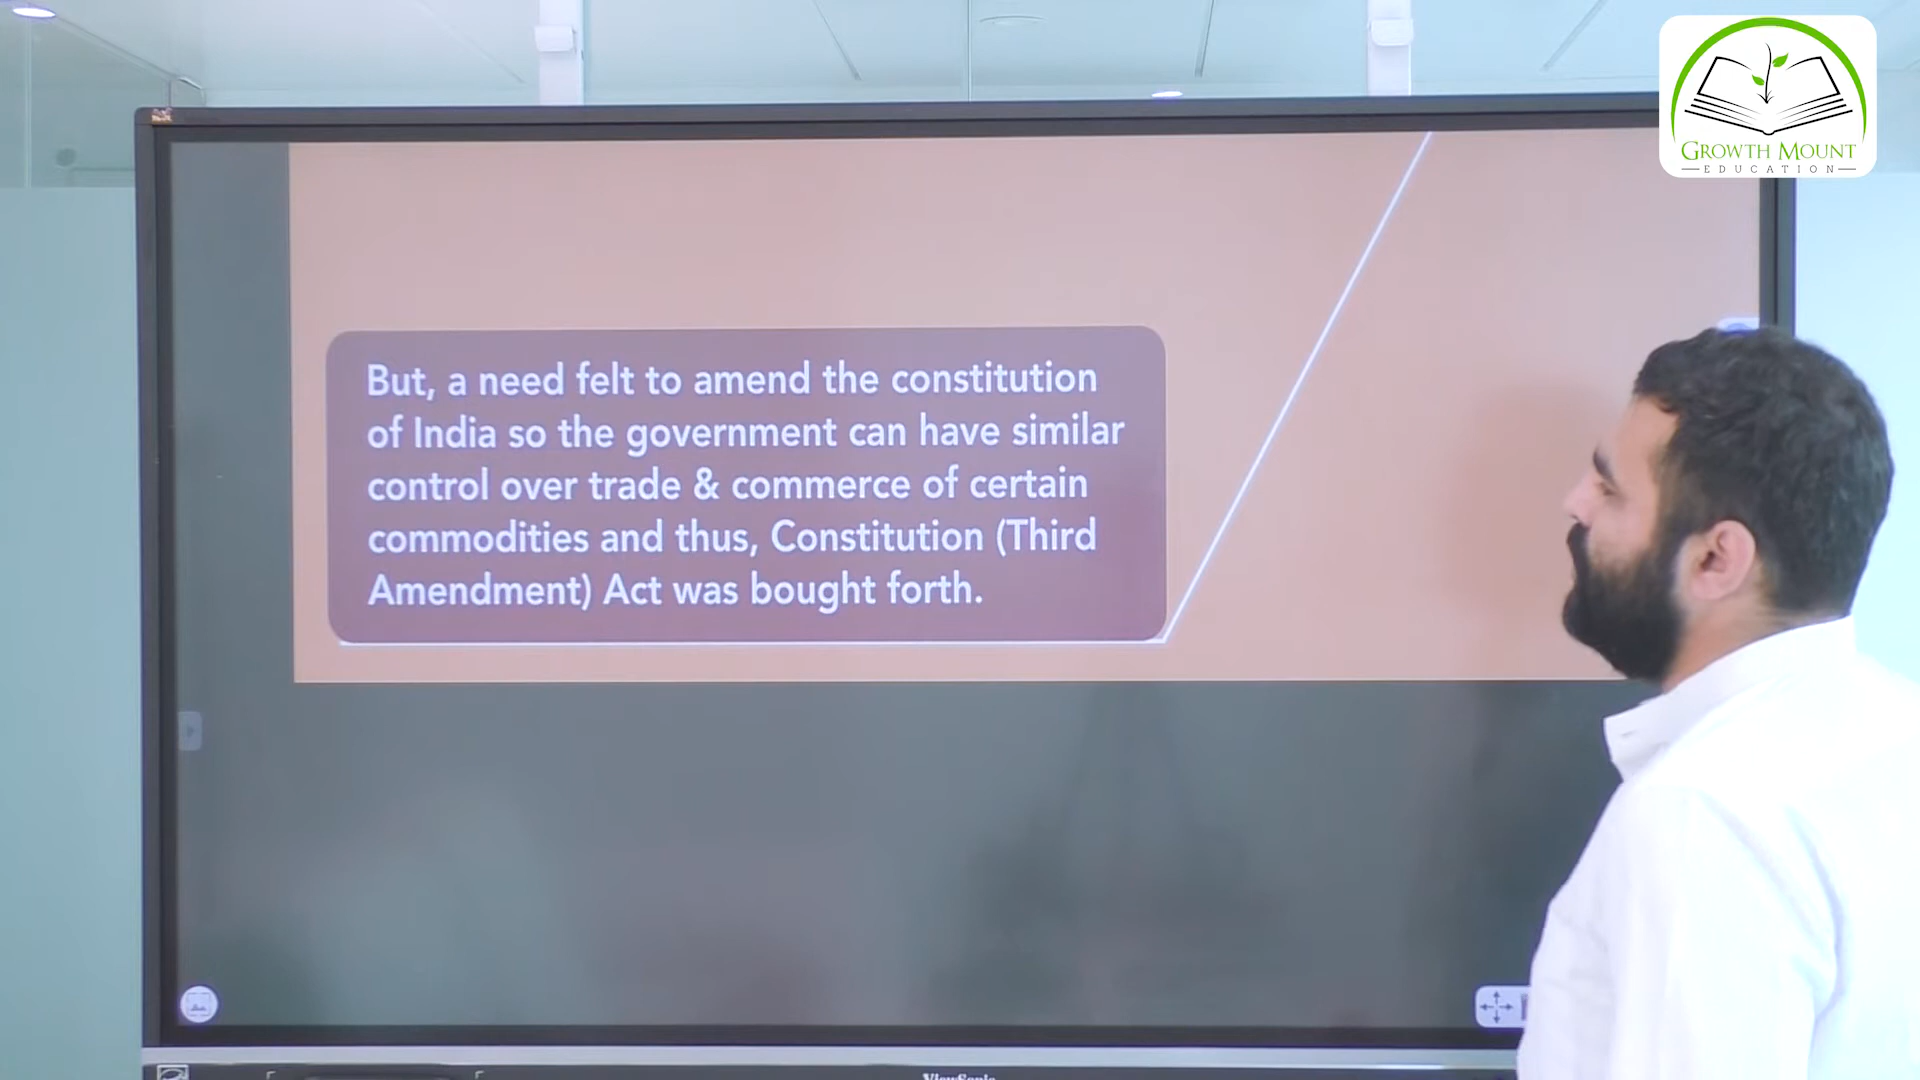 GROWTH MOUNT
EDUCATION
But, a need felt to amend the constitution
of India so the government can have similar
control over trade & commerce of certain
commodities and thus, Constitution (Third
Amendment) Act was bought forth.
ViewSonic